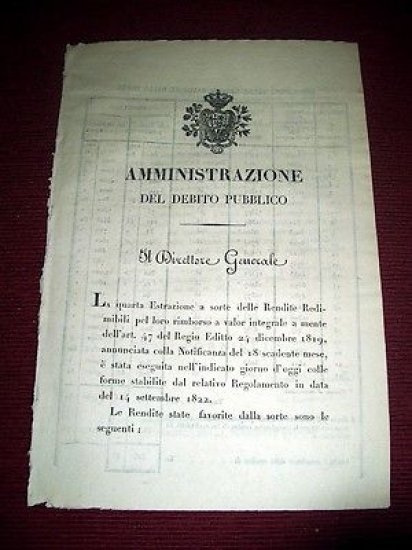 AMMINISTRAZIONE
DEL DEBITO PUBBLICO
Il Direttore Generale
La quarta Estrazione a sorte delle Rendite Redi-
mibili pel loro rimborso a valor integrale a mente
dell'art. 47 del Regio Editto 24 dicembre 1819,
annunciata colla Notificanza del 18 scadente mese,
è stata eseguita nell'indicato giorno d'oggi colle
forme stabilite dal relativo Regolamento in data
del 14 settembre 1822.
Le Rendite state favorite dalla sorte sono le
seguenti: